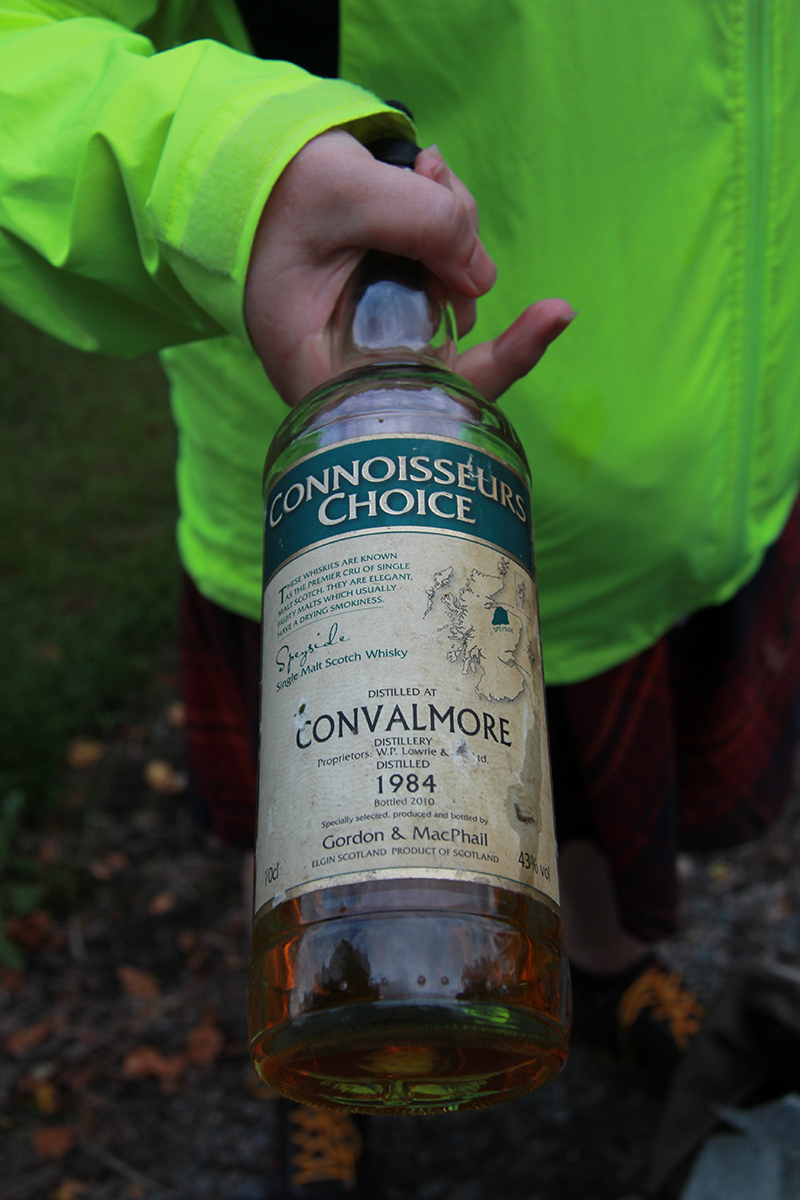 CONNOISSEURS
CHOICE
THESE WHISKIES ARE KNOWN
AS THE PREMIER CRU OF SINGLE
MALT SCOTCH. THEY ARE ELEGANT,
FRUITY MALTS WHICH USUALLY
HAVE A DRYING SMOKINESS.
SPEYSIDE
Speyside
Single Malt Scotch Whisky
DISTILLED AT
CONVALMORE
DISTILLERY
Proprietors: W.P. Lowrie & td.
DISTILLED
1984
Bottled 2010
Specially selected, produced and bottled by
Gordon & MacPhail
ELGIN SCOTLAND PRODUCT OF SCOTLAND
70cl
43% vol